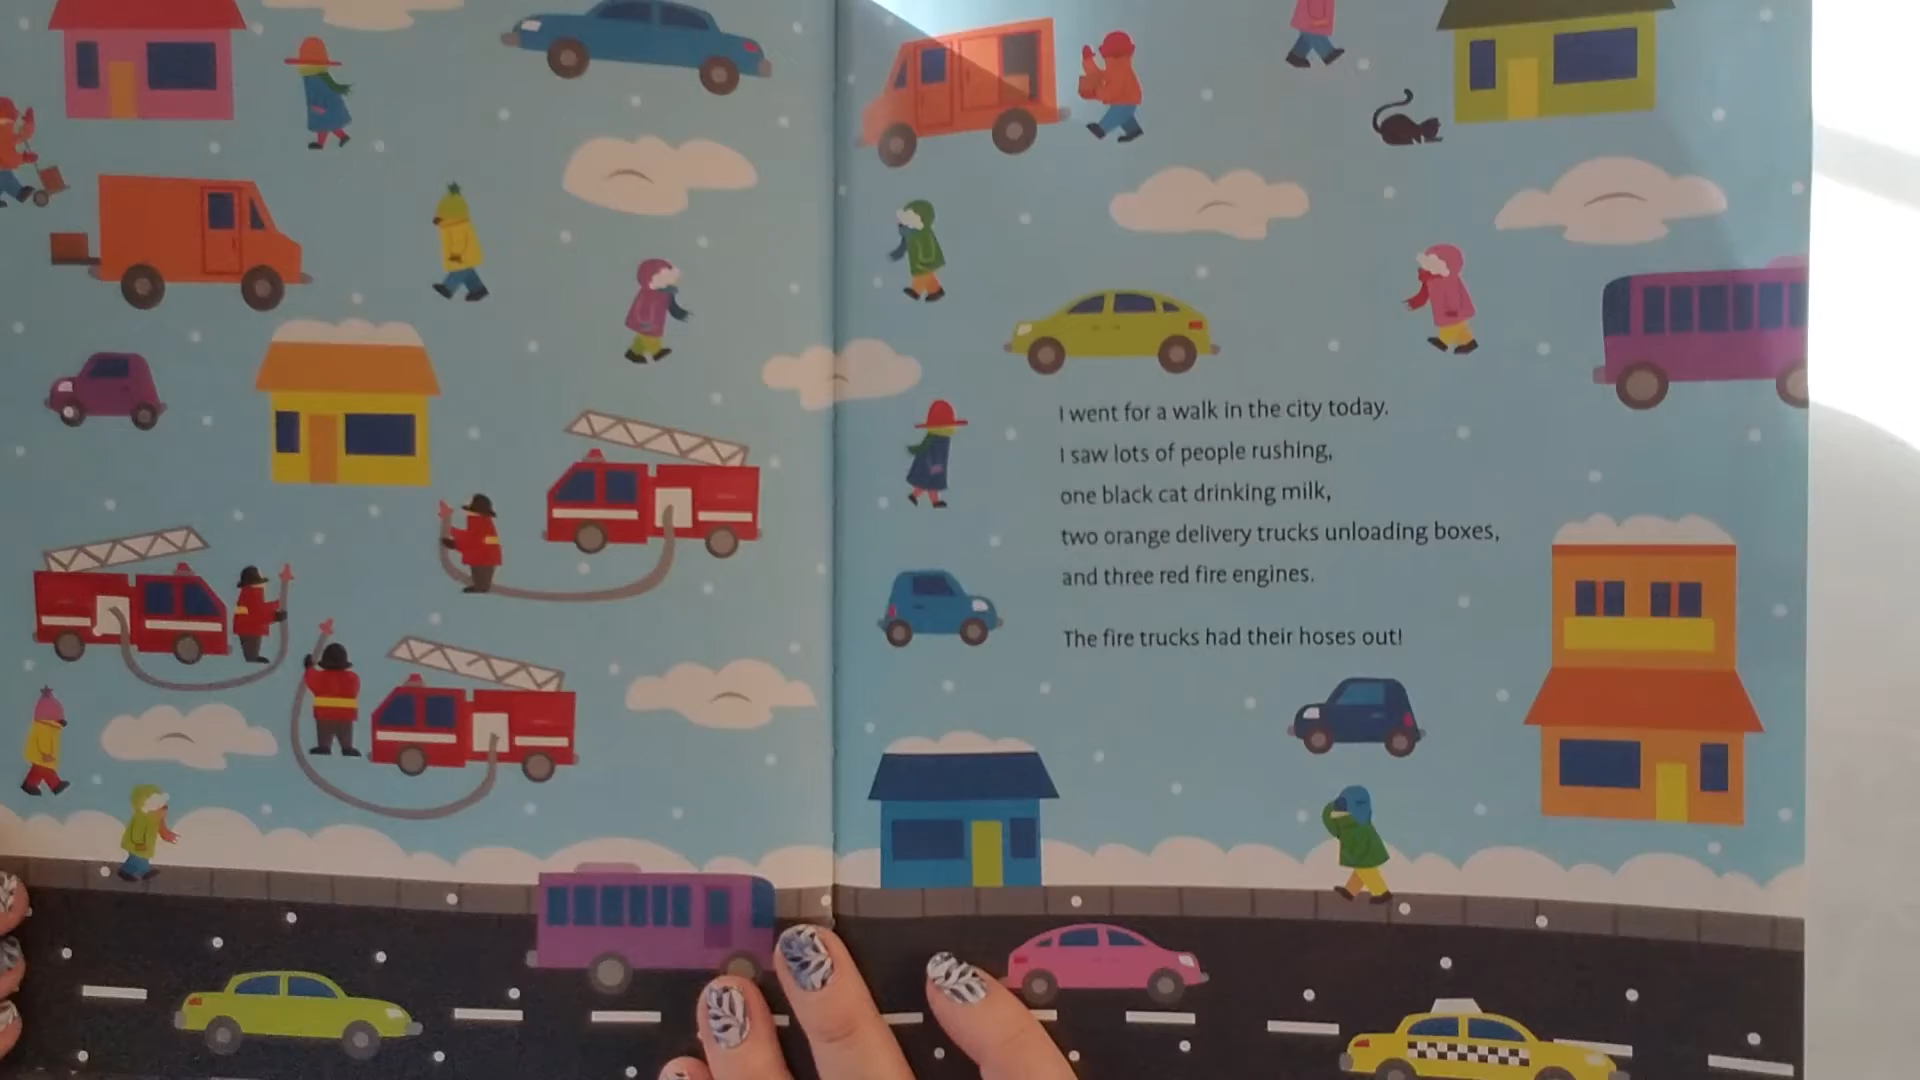 I went for a walk in the city today.
I saw lots of people rushing,
one black cat drinking milk,
two orange delivery trucks unloading boxes,
and three red fire engines.
The fire trucks had their hoses out!